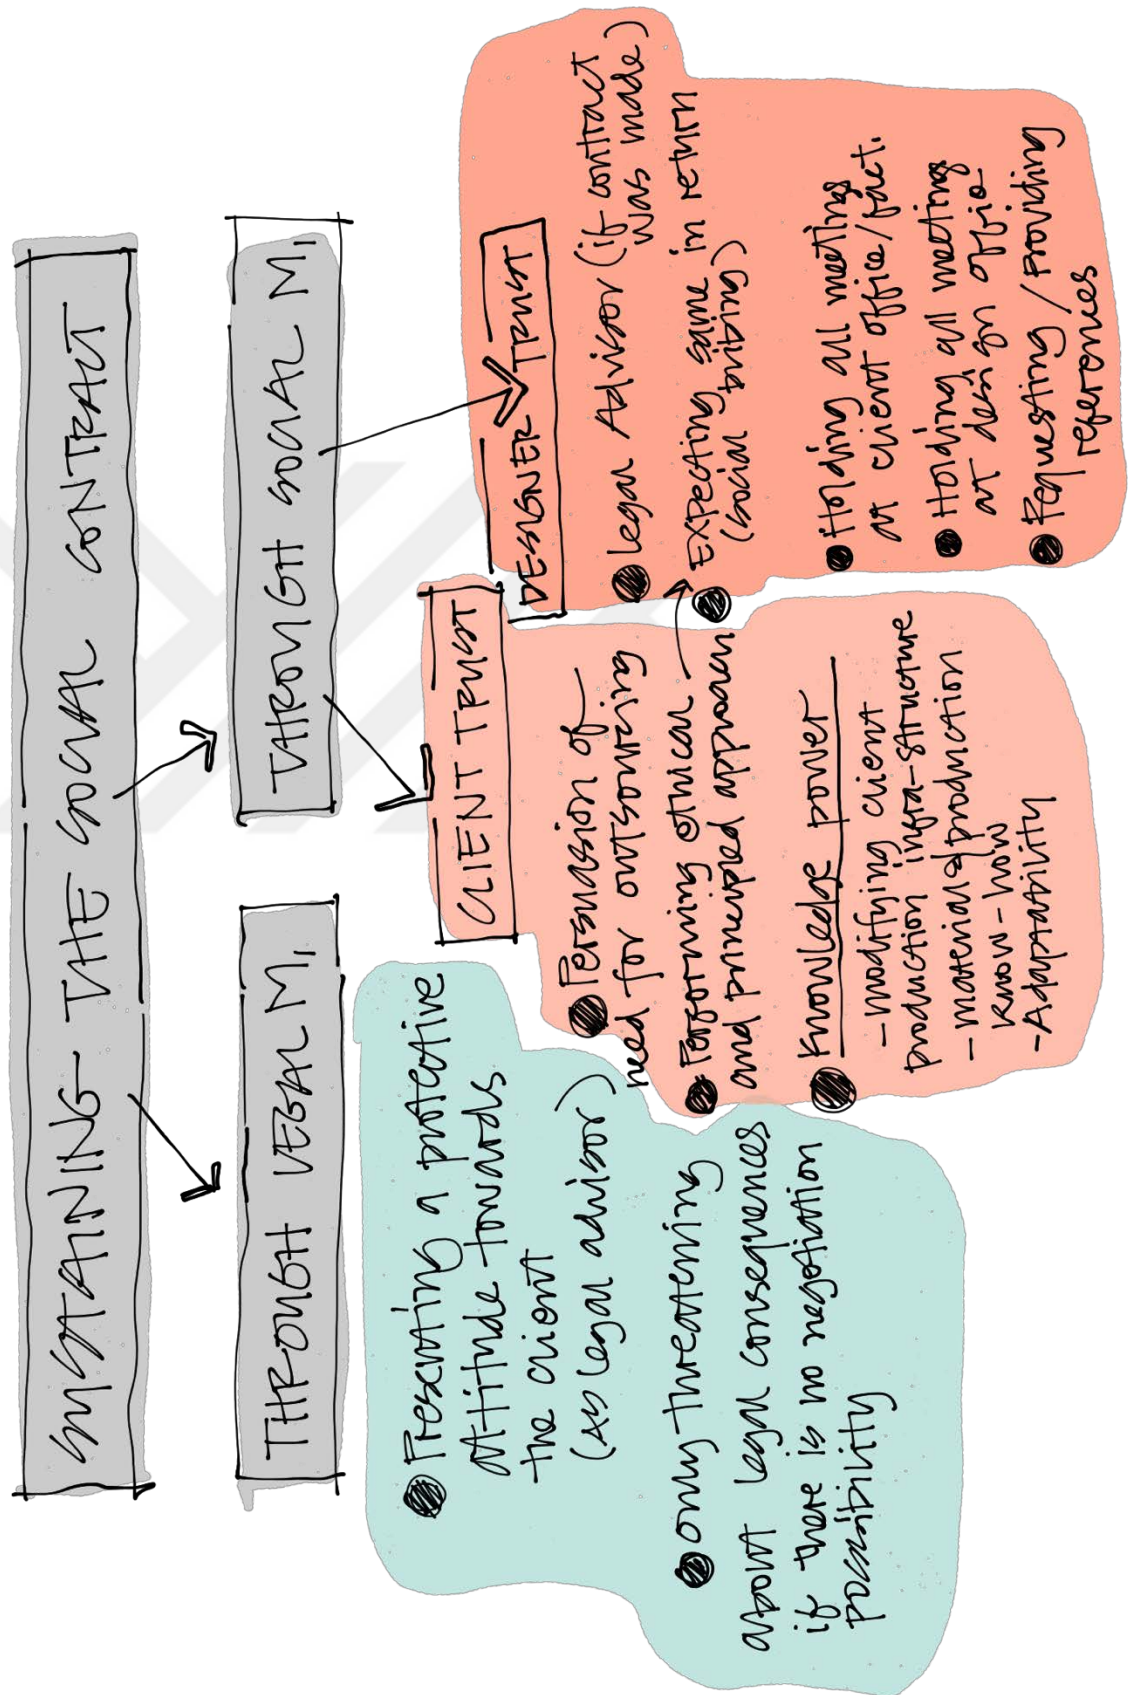 SUSTAINING THE SOCIAL CONTRACT
THROUGH LEGAL M,
THROUGH SOCIAL M,
● Presenting a protective
attitude towards
the client
(As legal advisor)
● Only threatening
about legal consequences
if there is no negotiation
possibility
CLIENT TRUST
● Persuasion of
need for outsourcing
● Performing ethical
and principled approach
● Knowledge power
- modifying client
production infra-structure
- material & production
know-how
- Adaptability
DESIGNER TRUST
● legal Advisor (if contract
was made)
● Expecting same in return
(social priding)
● Holding all meetings
at client office/fact.
● Holding all meetings
at design office
● Requesting/Providing
references